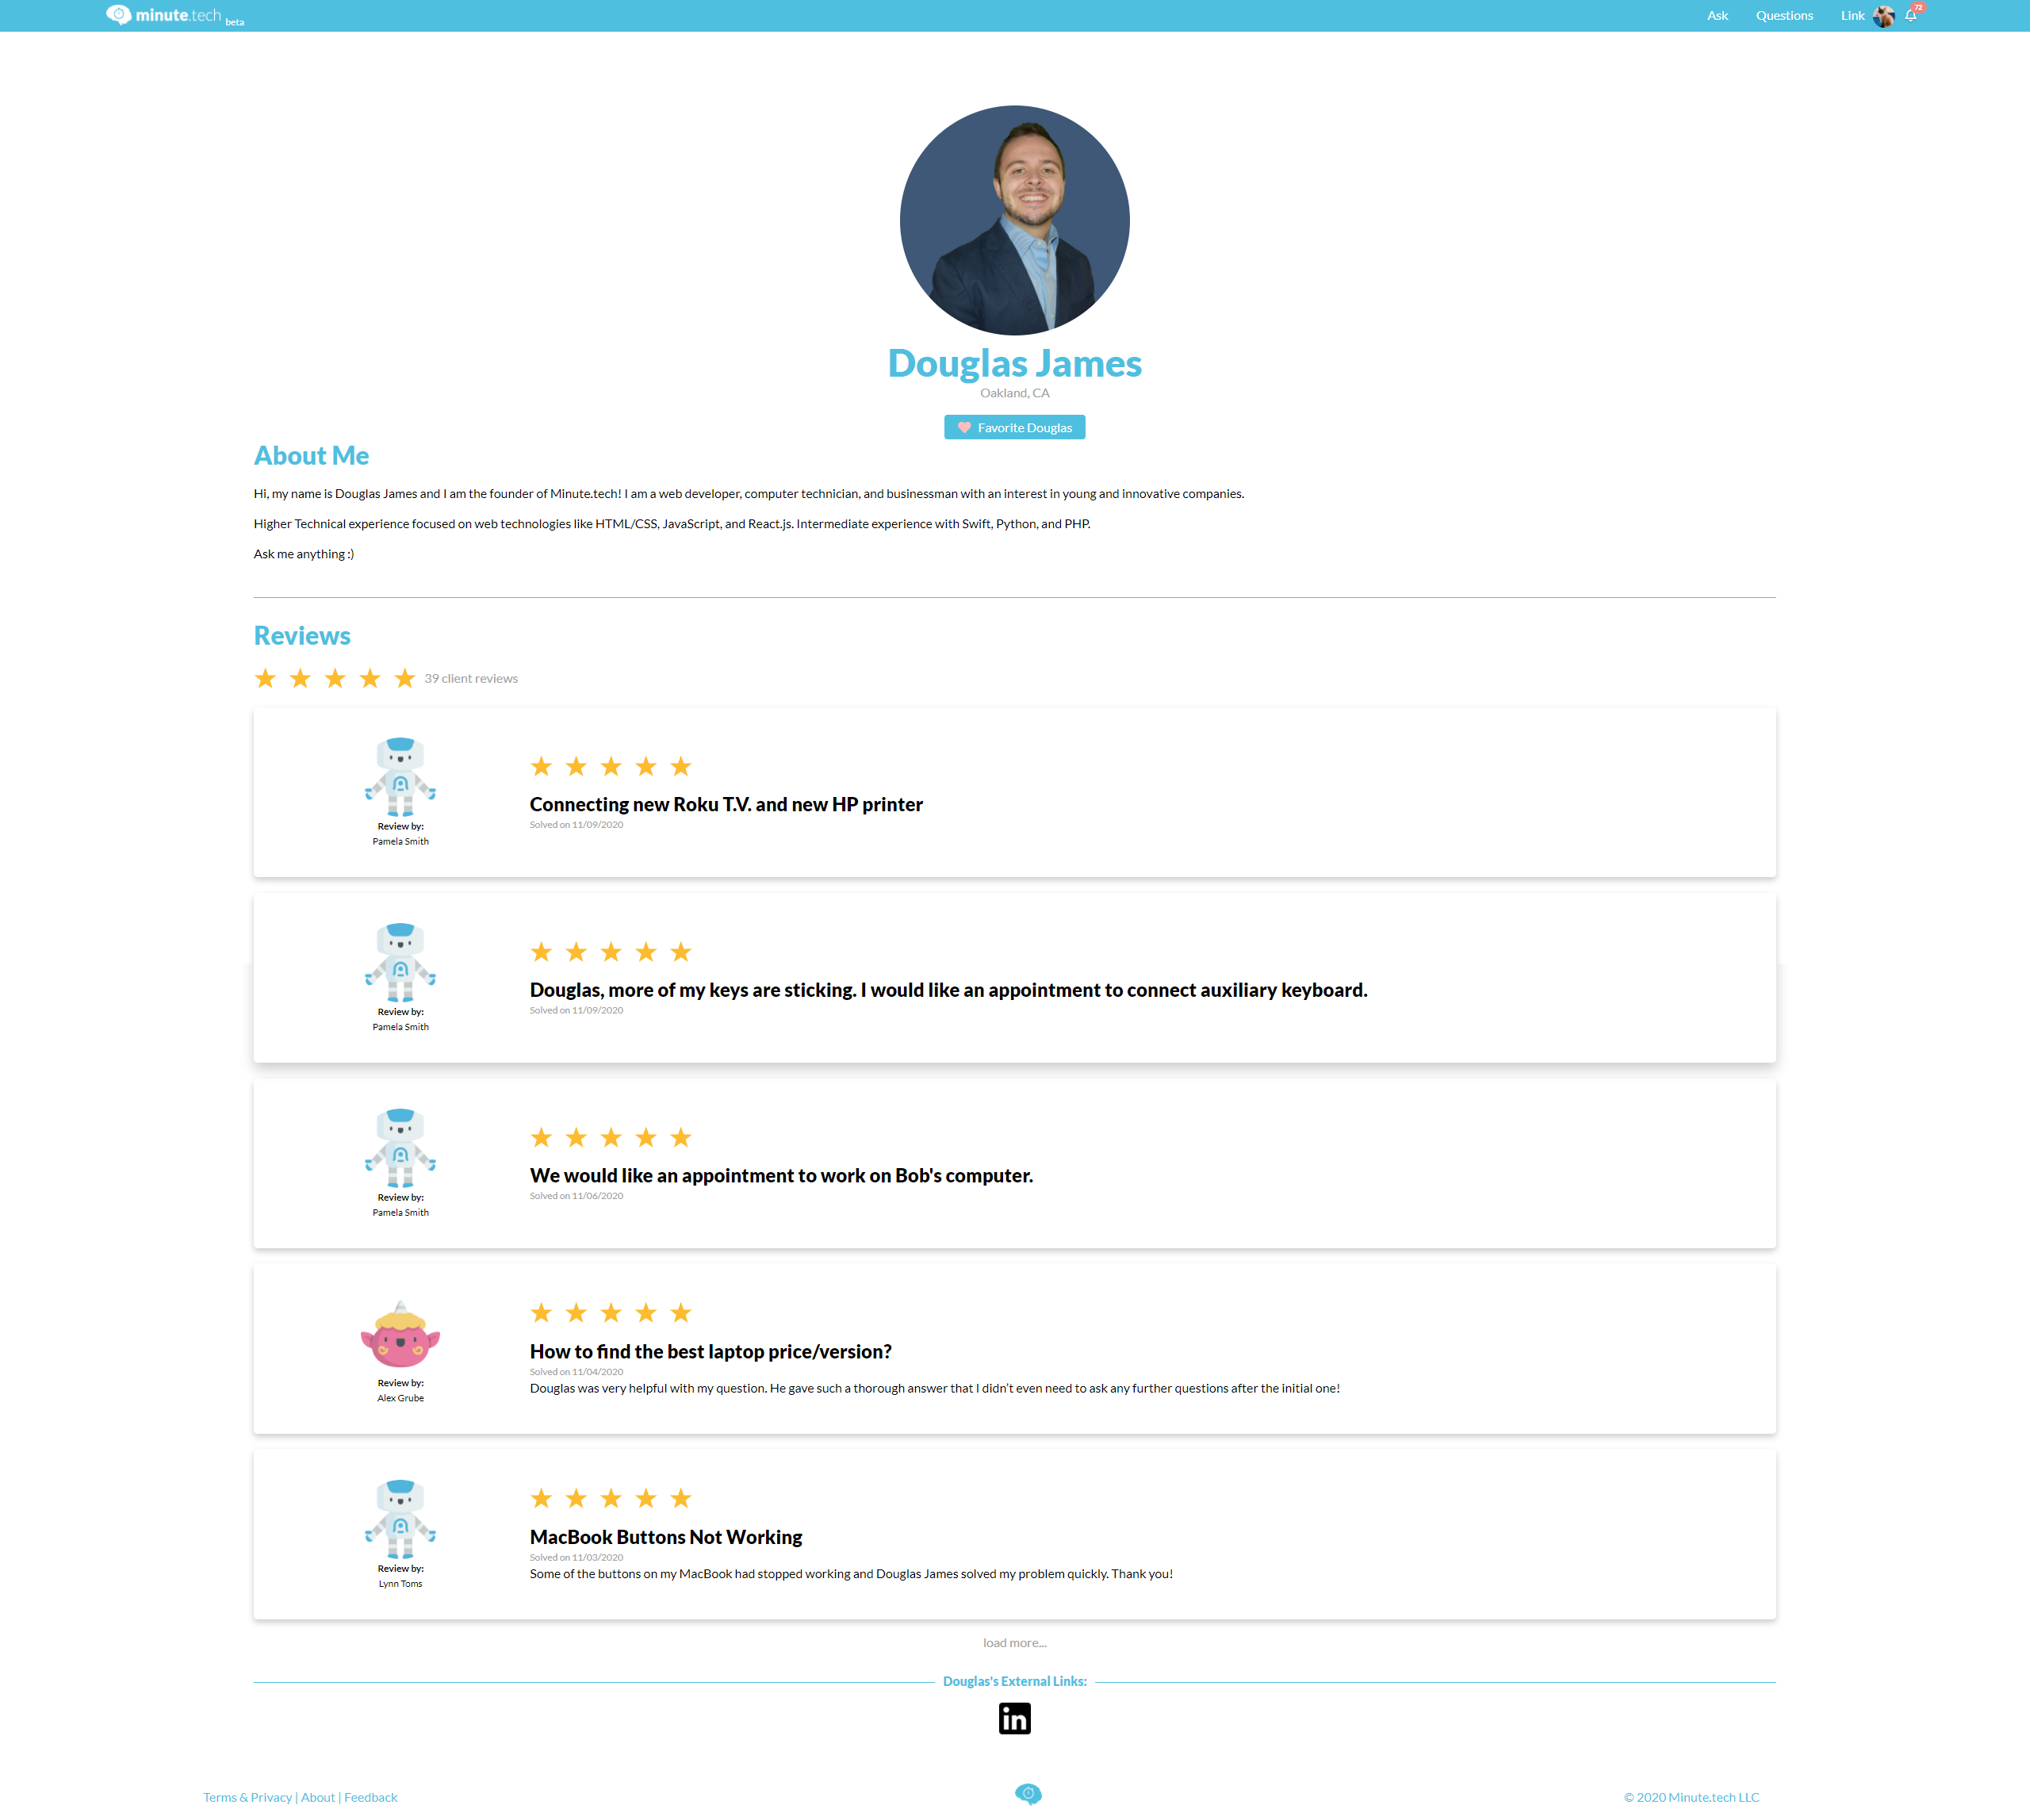 minute.tech beta
Ask Questions Link 72
Douglas James
Oakland, CA
Favorite Douglas
About Me
Hi, my name is Douglas James and I am the founder of Minute.tech! I am a web developer, computer technician, and businessman with an interest in young and innovative companies.
Higher Technical experience focused on web technologies like HTML/CSS, JavaScript, and React.js. Intermediate experience with Swift, Python, and PHP.
Ask me anything :)
Reviews
39 client reviews
Connecting new Roku T.V. and new HP printer
Solved on 11/09/2020
Review by:
Pamela Smith
Douglas, more of my keys are sticking. I would like an appointment to connect auxiliary keyboard.
Solved on 11/09/2020
Review by:
Pamela Smith
We would like an appointment to work on Bob's computer.
Solved on 11/06/2020
Review by:
Pamela Smith
How to find the best laptop price/version?
Solved on 11/04/2020
Douglas was very helpful with my question. He gave such a thorough answer that I didn't even need to ask any further questions after the initial one!
Review by:
Alex Grube
MacBook Buttons Not Working
Solved on 11/03/2020
Some of the buttons on my MacBook had stopped working and Douglas James solved my problem quickly. Thank you!
Review by:
Lynn Toms
load more...
Douglas's External Links:
in
Terms & Privacy | About | Feedback
© 2020 Minute.tech LLC